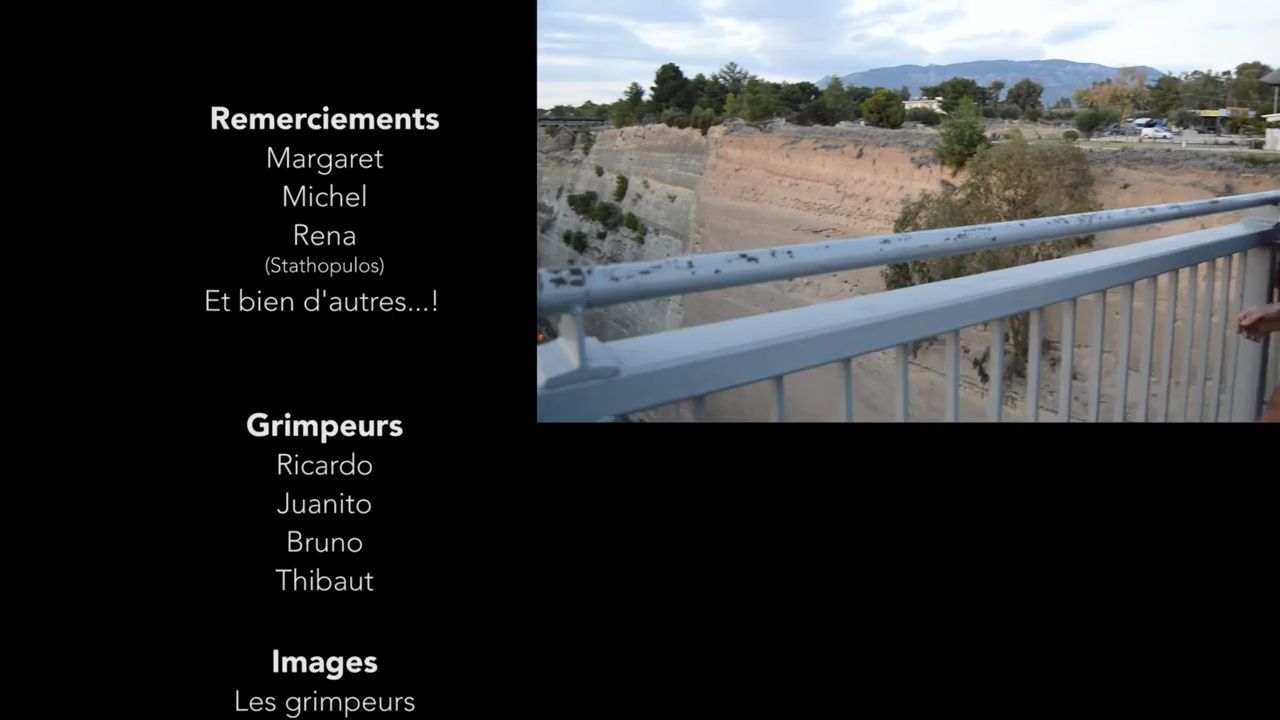 Remerciements
Margaret
Michel
Rena
(Stathopulos)
Et bien d'autres...!
Grimpeurs
Ricardo
Juanito
Bruno
Thibaut
Images
Les grimpeurs